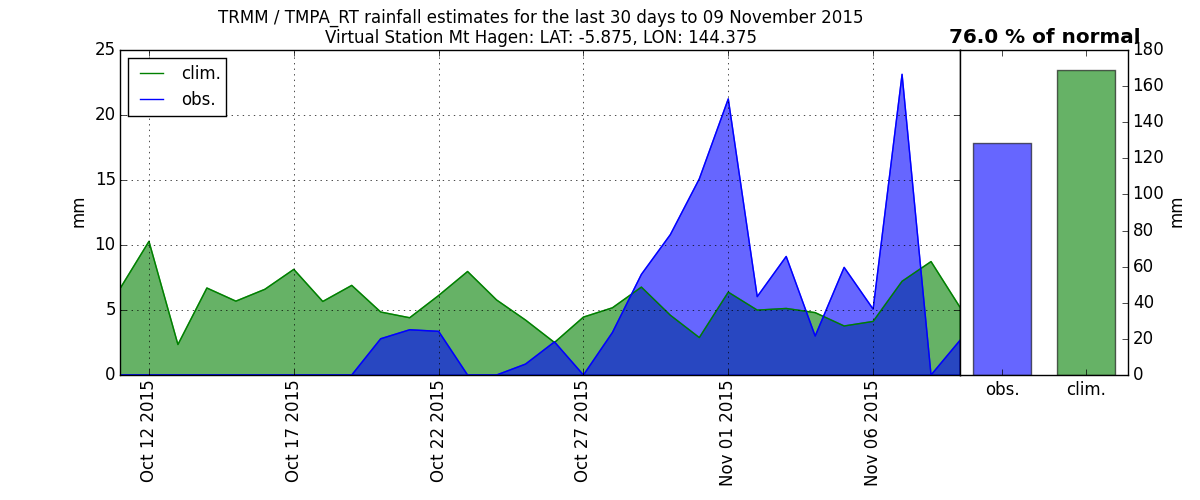 TRMM / TMPA_RT rainfall estimates for the last 30 days to 09 November 2015
Virtual Station Mt Hagen: LAT: -5.875, LON: 144.375
76.0 % of normal
clim.
obs.
25
20
15
10
5
0
mm
Oct 12 2015
Oct 17 2015
Oct 22 2015
Oct 27 2015
Nov 01 2015
Nov 06 2015
180
160
140
120
100
80
60
40
20
0
mm
obs.
clim.